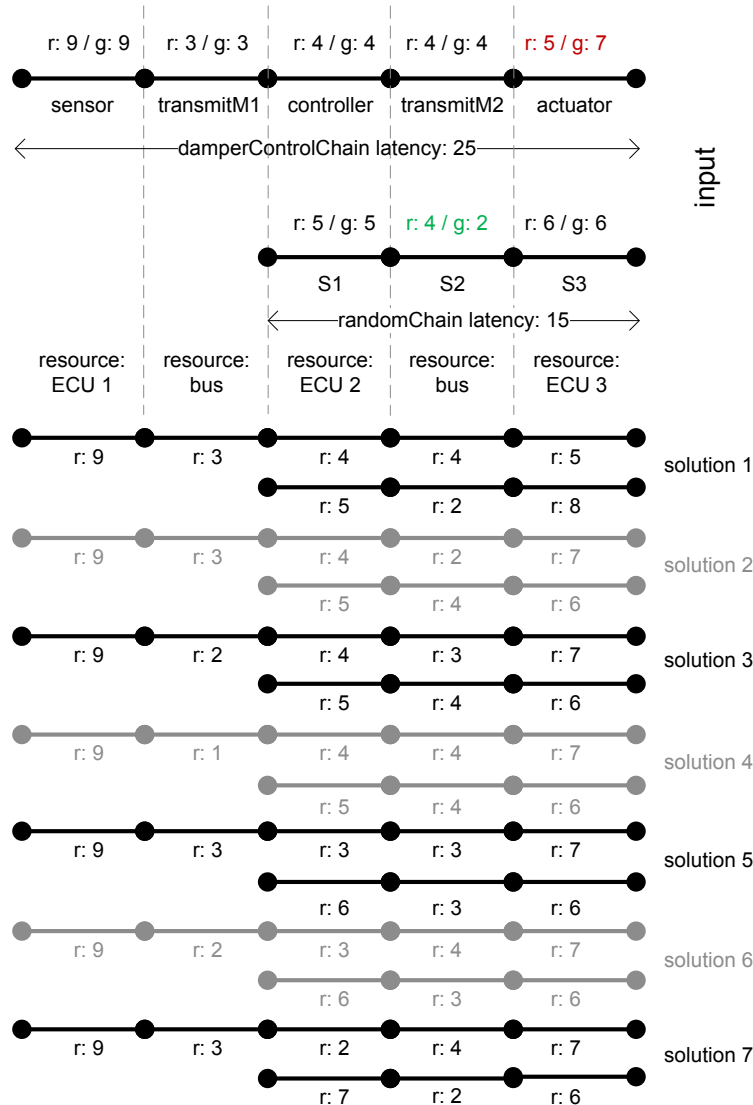 r: 9 / g: 9 r: 3 / g: 3 r: 4 / g: 4 r: 4 / g: 4 r: 5 / g: 7
sensor transmitM1 controller transmitM2 actuator
damperControlChain latency: 25
input
r: 5 / g: 5 r: 4 / g: 2 r: 6 / g: 6
S1 S2 S3
randomChain latency: 15
resource: resource: resource: resource: resource:
ECU 1 bus ECU 2 bus ECU 3
r: 9 r: 3 r: 4 r: 4 r: 5
solution 1
r: 5 r: 2 r: 8
r: 9 r: 3 r: 4 r: 2 r: 7
solution 2
r: 5 r: 4 r: 6
r: 9 r: 2 r: 4 r: 3 r: 7
solution 3
r: 5 r: 4 r: 6
r: 9 r: 1 r: 4 r: 4 r: 7
solution 4
r: 5 r: 4 r: 6
r: 9 r: 3 r: 3 r: 3 r: 7
solution 5
r: 6 r: 3 r: 6
r: 9 r: 2 r: 3 r: 4 r: 7
solution 6
r: 6 r: 3 r: 6
r: 9 r: 3 r: 2 r: 4 r: 7
solution 7
r: 7 r: 2 r: 6